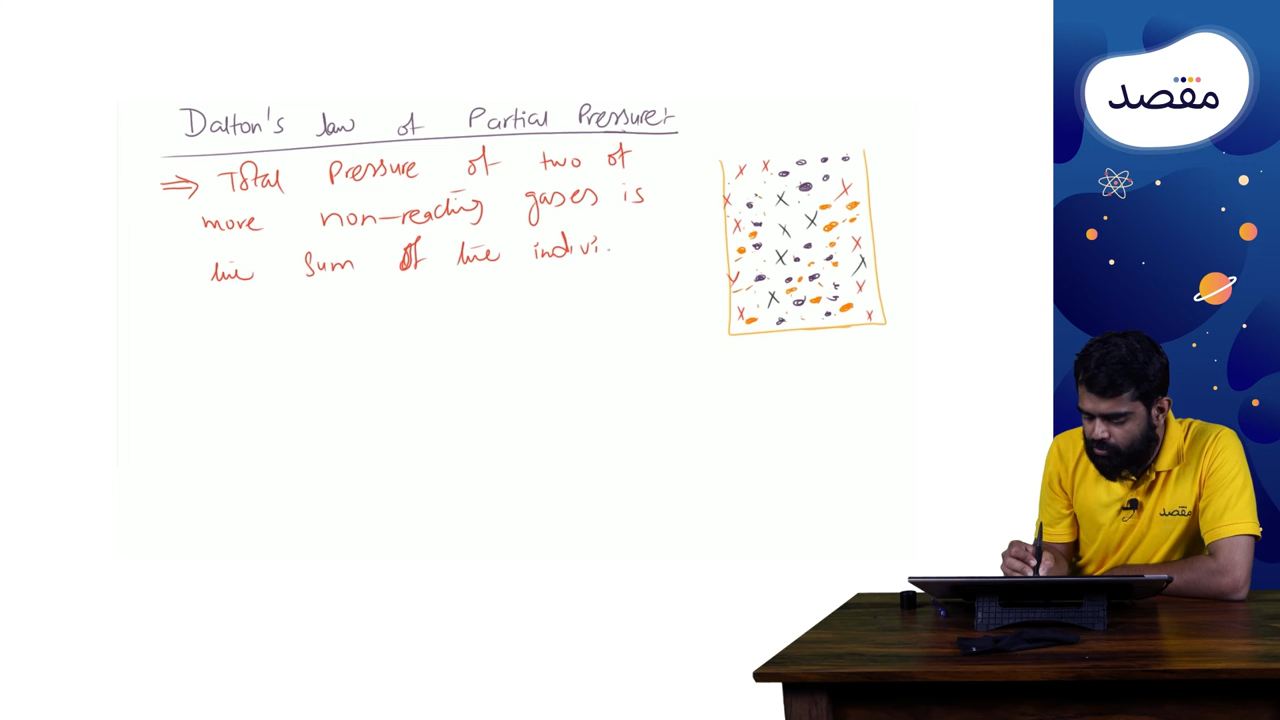 Dalton's law of Partial Pressure:
⇒ Total Pressure of two of
more non-reacting gases is
the sum of the indivi
مقصد
مقصد